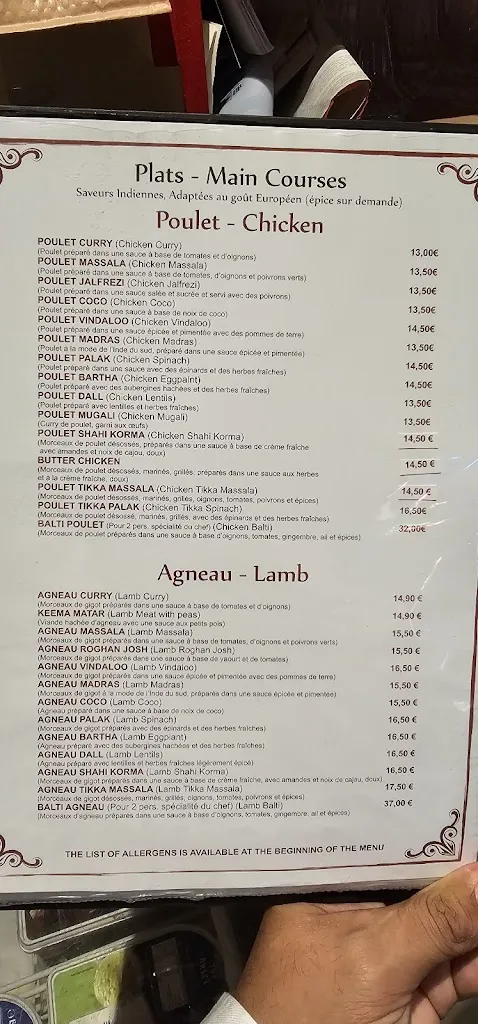 Plats - Main Courses
Saveurs Indiennes, Adaptées au goût Européen (épice sur demande)
Poulet - Chicken
POULET CURRY (Chicken Curry) 13,00€
(Poulet préparé dans une sauce à base de tomates et d'oignons)
POULET MASSALA (Chicken Massala) 13,50€
(Poulet préparé dans une sauce à base de tomates, d'oignons et poivrons verts)
POULET JALFREZI (Chicken Jalfrezi) 13,50€
(Poulet préparé dans une sauce salée et sucrée et servi avec des poivrons)
POULET COCO (Chicken Coco) 13,50€
(Poulet préparé dans une sauce à base de noix de coco)
POULET VINDALOO (Chicken Vindaloo) 14,50€
(Poulet préparé dans une sauce épicée et pimentée avec des pommes de terre)
POULET MADRAS (Chicken Madras) 13,50€
(Poulet à la mode de l'Inde du sud, préparé dans une sauce épicée et pimentée)
POULET PALAK (Chicken Spinach) 14,50€
(Poulet préparé dans une sauce avec des épinards et des herbes fraîches)
POULET BARTHA (Chicken Eggplant) 14,50€
(Poulet préparé avec des aubergines hachées et des herbes fraîches)
POULET DALL (Chicken Lentils) 13,50€
(Poulet préparé avec lentilles et herbes fraîches)
POULET MUGALI (Chicken Mugali) 13,50€
(Curry de poulet, garni aux œufs)
POULET SHAHI KORMA (Chicken Shahi Korma) 14,50 €
(Morceaux de poulet désossés, préparés dans une sauce à base de crème fraîche
avec amandes et noix de cajou, doux)
BUTTER CHICKEN 14,50 €
(Morceaux de poulet désossés, marinés, grillés, préparés dans une sauce aux herbes
et à la crème fraîche, doux)
POULET TIKKA MASSALA (Chicken Tikka Massala) 14,50 €
(Morceaux de poulet désossés, marinés, grillés, oignons, tomates, poivrons et épices)
POULET TIKKA PALAK (Chicken Tikka Spinach) 16,50€
(Morceaux de poulet désossé, marinés, grillés, avec des épinards et des herbes fraîches)
BALTI POULET (Pour 2 pers, spécialité du chef) (Chicken Balti) 32,00€
(Morceaux de poulet préparés dans une sauce à base d'oignons, tomates, gingembre, ail et épices)
Agneau - Lamb
AGNEAU CURRY (Lamb Curry) 14,90 €
(Morceaux de gigot préparés dans une sauce à base de tomates et d'oignons)
KEEMA MATAR (Lamb Meat with peas) 14,90 €
(Viande hachée d'agneau avec une sauce aux petits pois)
AGNEAU MASSALA (Lamb Massala) 15,50 €
(Morceaux de gigot préparés dans une sauce à base de tomates, d'oignons et poivrons verts)
AGNEAU ROGHAN JOSH (Lamb Roghan Josh) 15,50 €
(Morceaux de gigot préparés dans une sauce à base de yaourt et de tomates)
AGNEAU VINDALOO (Lamb Vindaloo) 16,50 €
(Morceaux de gigot préparés dans une sauce épicée et pimentée avec des pommes de terre)
AGNEAU MADRAS (Lamb Madras) 15,50 €
(Morceaux de gigot à la mode de l'Inde du sud, préparés dans une sauce épicée et pimentée)
AGNEAU COCO (Lamb Coco) 15,50 €
(Agneau préparé dans une sauce à base de noix de coco)
AGNEAU PALAK (Lamb Spinach) 16,50 €
(Morceaux de gigot préparés avec des épinards et des herbes fraîches)
AGNEAU BARTHA (Lamb Eggplant) 16,50 €
(Agneau préparé avec des aubergines hachées et des herbes fraîches)
AGNEAU DALL (Lamb Lentils) 16,50 €
(Agneau préparé avec lentilles et herbes fraîches légèrement épicé)
AGNEAU SHAHI KORMA (Lamb Shahi Korma) 16,50 €
(Morceaux de gigot préparés dans une sauce à base de crème fraîche, avec amandes et noix de cajou, doux)
AGNEAU TIKKA MASSALA (Lamb Tikka Massala) 17,50 €
(Morceaux de gigot désossés, marinés, grillés, oignons, tomates, poivrons et épices)
BALTI AGNEAU (Pour 2 pers, spécialité du chef) (Lamb Balti) 37,00 €
(Morceaux d'agneau préparés dans une sauce à base d'oignons, tomates, gingembre, ail et épices)
THE LIST OF ALLERGENS IS AVAILABLE AT THE BEGINNING OF THE MENU